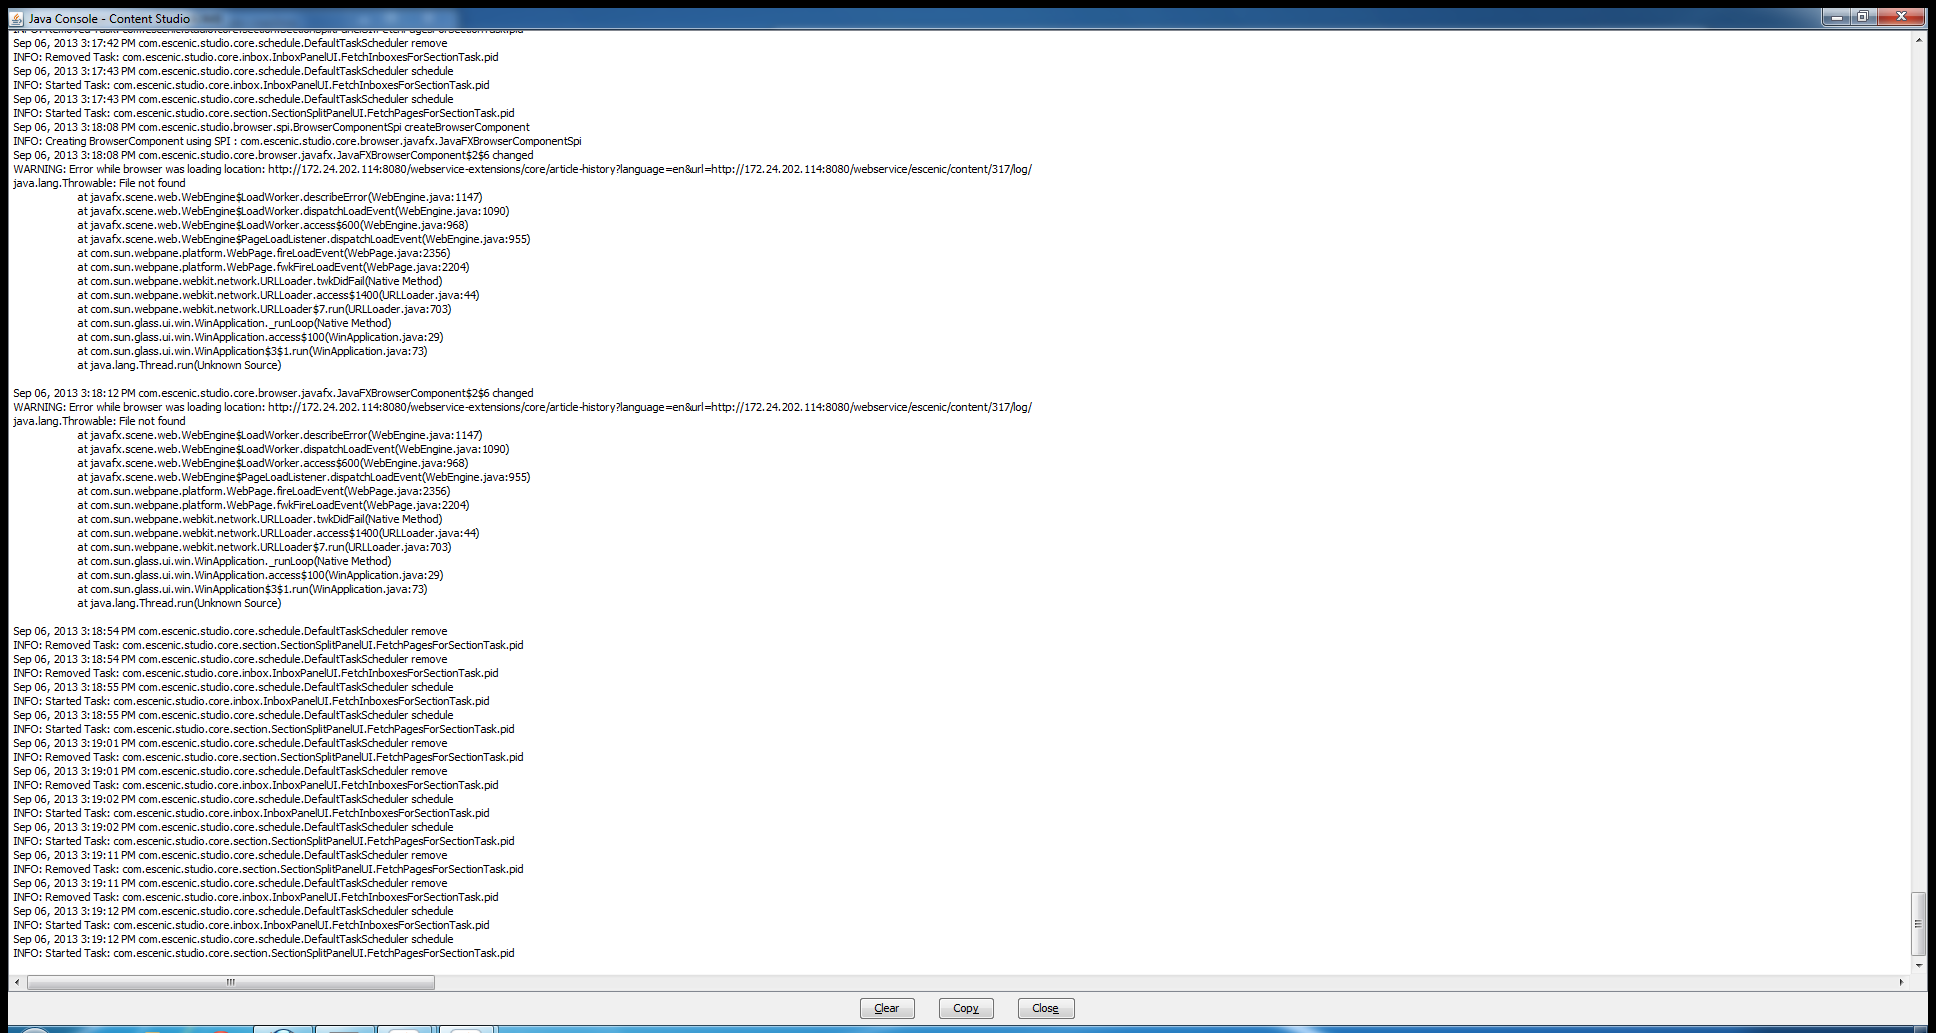 Java Console - Content Studio
INFO: Removed Task: com.escenic.studio.core.section.SectionSplitPanelUI.FetchPagesForSectionTask.pid
Sep 06, 2013 3:17:42 PM com.escenic.studio.core.schedule.DefaultTaskScheduler remove
INFO: Removed Task: com.escenic.studio.core.inbox.InboxPanelUI.FetchInboxesForSectionTask.pid
Sep 06, 2013 3:17:43 PM com.escenic.studio.core.schedule.DefaultTaskScheduler schedule
INFO: Started Task: com.escenic.studio.core.inbox.InboxPanelUI.FetchInboxesForSectionTask.pid
Sep 06, 2013 3:17:43 PM com.escenic.studio.core.schedule.DefaultTaskScheduler schedule
INFO: Started Task: com.escenic.studio.core.section.SectionSplitPanelUI.FetchPagesForSectionTask.pid
Sep 06, 2013 3:18:08 PM com.escenic.studio.browser.spi.BrowserComponentSpi createBrowserComponent
INFO: Creating BrowserComponent using SPI : com.escenic.studio.core.browser.javafx.JavaFXBrowserComponentSpi
Sep 06, 2013 3:18:08 PM com.escenic.studio.core.browser.javafx.JavaFXBrowserComponent$2$6 changed
WARNING: Error while browser was loading location: http://172.24.202.114:8080/webservice-extensions/core/article-history?language=en&url=http://172.24.202.114:8080/webservice/escenic/content/317/log/
java.lang.Throwable: File not found
at javafx.scene.web.WebEngine$LoadWorker.describeError(WebEngine.java:1147)
at javafx.scene.web.WebEngine$LoadWorker.dispatchLoadEvent(WebEngine.java:1090)
at javafx.scene.web.WebEngine$LoadWorker.access$600(WebEngine.java:968)
at javafx.scene.web.WebEngine$PageLoadListener.dispatchLoadEvent(WebEngine.java:955)
at com.sun.webpane.platform.WebPage.fireLoadEvent(WebPage.java:2356)
at com.sun.webpane.platform.WebPage.fwkFireLoadEvent(WebPage.java:2204)
at com.sun.webpane.webkit.network.URLLoader.twkDidFail(Native Method)
at com.sun.webpane.webkit.network.URLLoader.access$1400(URLLoader.java:44)
at com.sun.webpane.webkit.network.URLLoader$7.run(URLLoader.java:703)
at com.sun.glass.ui.win.WinApplication._runLoop(Native Method)
at com.sun.glass.ui.win.WinApplication.access$100(WinApplication.java:29)
at com.sun.glass.ui.win.WinApplication$3$1.run(WinApplication.java:73)
at java.lang.Thread.run(Unknown Source)
Sep 06, 2013 3:18:12 PM com.escenic.studio.core.browser.javafx.JavaFXBrowserComponent$2$6 changed
WARNING: Error while browser was loading location: http://172.24.202.114:8080/webservice-extensions/core/article-history?language=en&url=http://172.24.202.114:8080/webservice/escenic/content/317/log/
java.lang.Throwable: File not found
at javafx.scene.web.WebEngine$LoadWorker.describeError(WebEngine.java:1147)
at javafx.scene.web.WebEngine$LoadWorker.dispatchLoadEvent(WebEngine.java:1090)
at javafx.scene.web.WebEngine$LoadWorker.access$600(WebEngine.java:968)
at javafx.scene.web.WebEngine$PageLoadListener.dispatchLoadEvent(WebEngine.java:955)
at com.sun.webpane.platform.WebPage.fireLoadEvent(WebPage.java:2356)
at com.sun.webpane.platform.WebPage.fwkFireLoadEvent(WebPage.java:2204)
at com.sun.webpane.webkit.network.URLLoader.twkDidFail(Native Method)
at com.sun.webpane.webkit.network.URLLoader.access$1400(URLLoader.java:44)
at com.sun.webpane.webkit.network.URLLoader$7.run(URLLoader.java:703)
at com.sun.glass.ui.win.WinApplication._runLoop(Native Method)
at com.sun.glass.ui.win.WinApplication.access$100(WinApplication.java:29)
at com.sun.glass.ui.win.WinApplication$3$1.run(WinApplication.java:73)
at java.lang.Thread.run(Unknown Source)
Sep 06, 2013 3:18:54 PM com.escenic.studio.core.schedule.DefaultTaskScheduler remove
INFO: Removed Task: com.escenic.studio.core.section.SectionSplitPanelUI.FetchPagesForSectionTask.pid
Sep 06, 2013 3:18:54 PM com.escenic.studio.core.schedule.DefaultTaskScheduler remove
INFO: Removed Task: com.escenic.studio.core.inbox.InboxPanelUI.FetchInboxesForSectionTask.pid
Sep 06, 2013 3:18:55 PM com.escenic.studio.core.schedule.DefaultTaskScheduler schedule
INFO: Started Task: com.escenic.studio.core.inbox.InboxPanelUI.FetchInboxesForSectionTask.pid
Sep 06, 2013 3:18:55 PM com.escenic.studio.core.schedule.DefaultTaskScheduler schedule
INFO: Started Task: com.escenic.studio.core.section.SectionSplitPanelUI.FetchPagesForSectionTask.pid
Sep 06, 2013 3:19:01 PM com.escenic.studio.core.schedule.DefaultTaskScheduler remove
INFO: Removed Task: com.escenic.studio.core.section.SectionSplitPanelUI.FetchPagesForSectionTask.pid
Sep 06, 2013 3:19:01 PM com.escenic.studio.core.schedule.DefaultTaskScheduler remove
INFO: Removed Task: com.escenic.studio.core.inbox.InboxPanelUI.FetchInboxesForSectionTask.pid
Sep 06, 2013 3:19:02 PM com.escenic.studio.core.schedule.DefaultTaskScheduler schedule
INFO: Started Task: com.escenic.studio.core.inbox.InboxPanelUI.FetchInboxesForSectionTask.pid
Sep 06, 2013 3:19:02 PM com.escenic.studio.core.schedule.DefaultTaskScheduler schedule
INFO: Started Task: com.escenic.studio.core.section.SectionSplitPanelUI.FetchPagesForSectionTask.pid
Sep 06, 2013 3:19:11 PM com.escenic.studio.core.schedule.DefaultTaskScheduler remove
INFO: Removed Task: com.escenic.studio.core.section.SectionSplitPanelUI.FetchPagesForSectionTask.pid
Sep 06, 2013 3:19:11 PM com.escenic.studio.core.schedule.DefaultTaskScheduler remove
INFO: Removed Task: com.escenic.studio.core.inbox.InboxPanelUI.FetchInboxesForSectionTask.pid
Sep 06, 2013 3:19:12 PM com.escenic.studio.core.schedule.DefaultTaskScheduler schedule
INFO: Started Task: com.escenic.studio.core.inbox.InboxPanelUI.FetchInboxesForSectionTask.pid
Sep 06, 2013 3:19:12 PM com.escenic.studio.core.schedule.DefaultTaskScheduler schedule
INFO: Started Task: com.escenic.studio.core.section.SectionSplitPanelUI.FetchPagesForSectionTask.pid
Clear Copy Close